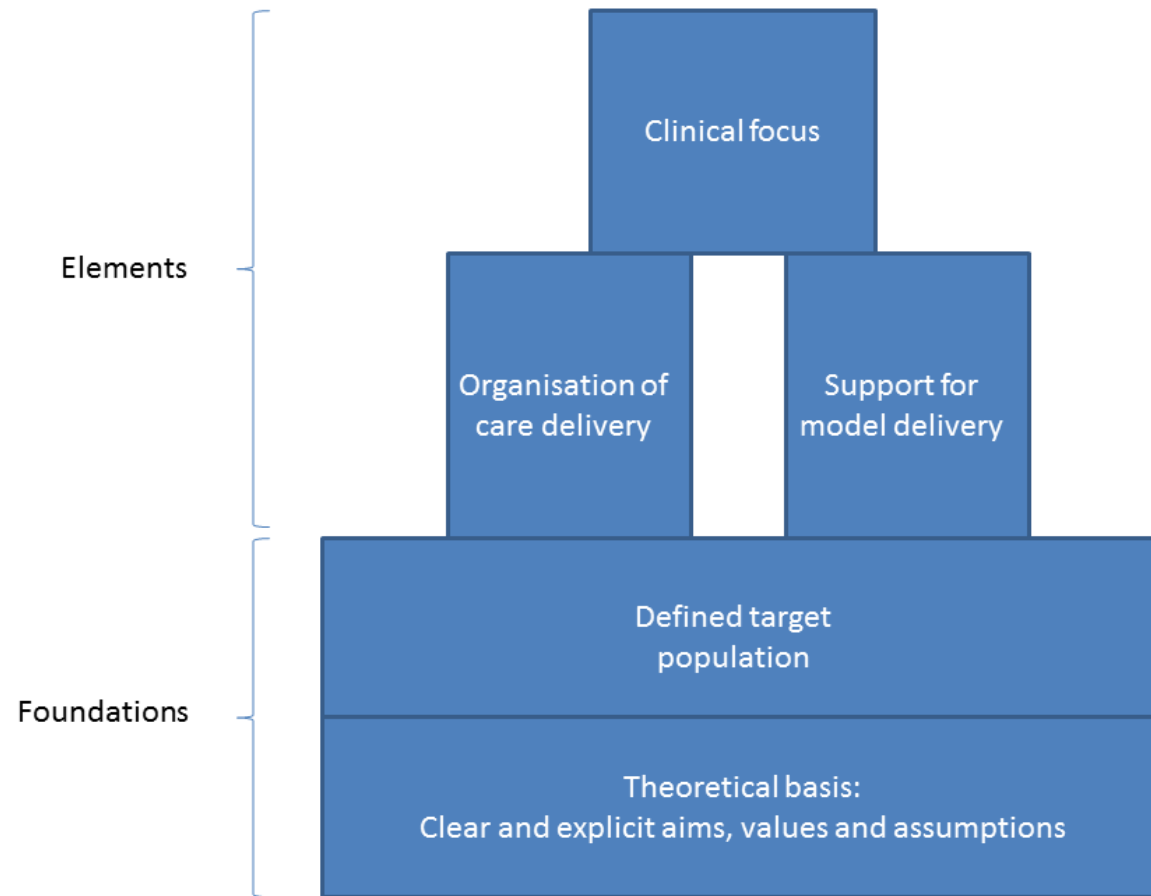 Clinical focus
Elements
Organisation of
care delivery
Support for
model delivery
Defined target
population
Foundations
Theoretical basis:
Clear and explicit aims, values and assumptions